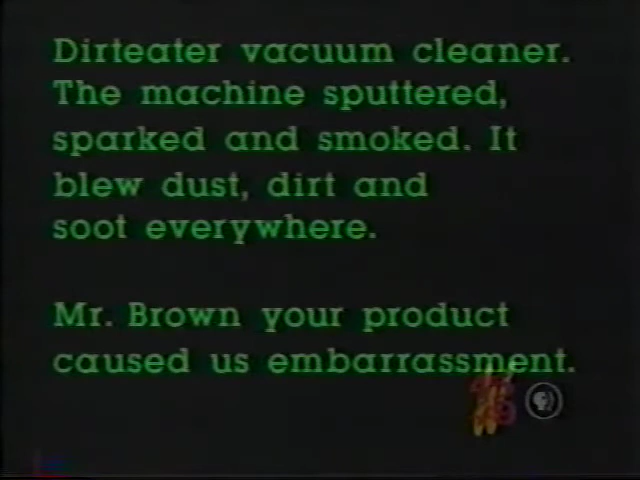 Dirteater vacuum cleaner.
The machine sputtered,
sparked and smoked. It
blew dust, dirt and
soot everywhere.
Mr. Brown your product
caused us embarrassment.